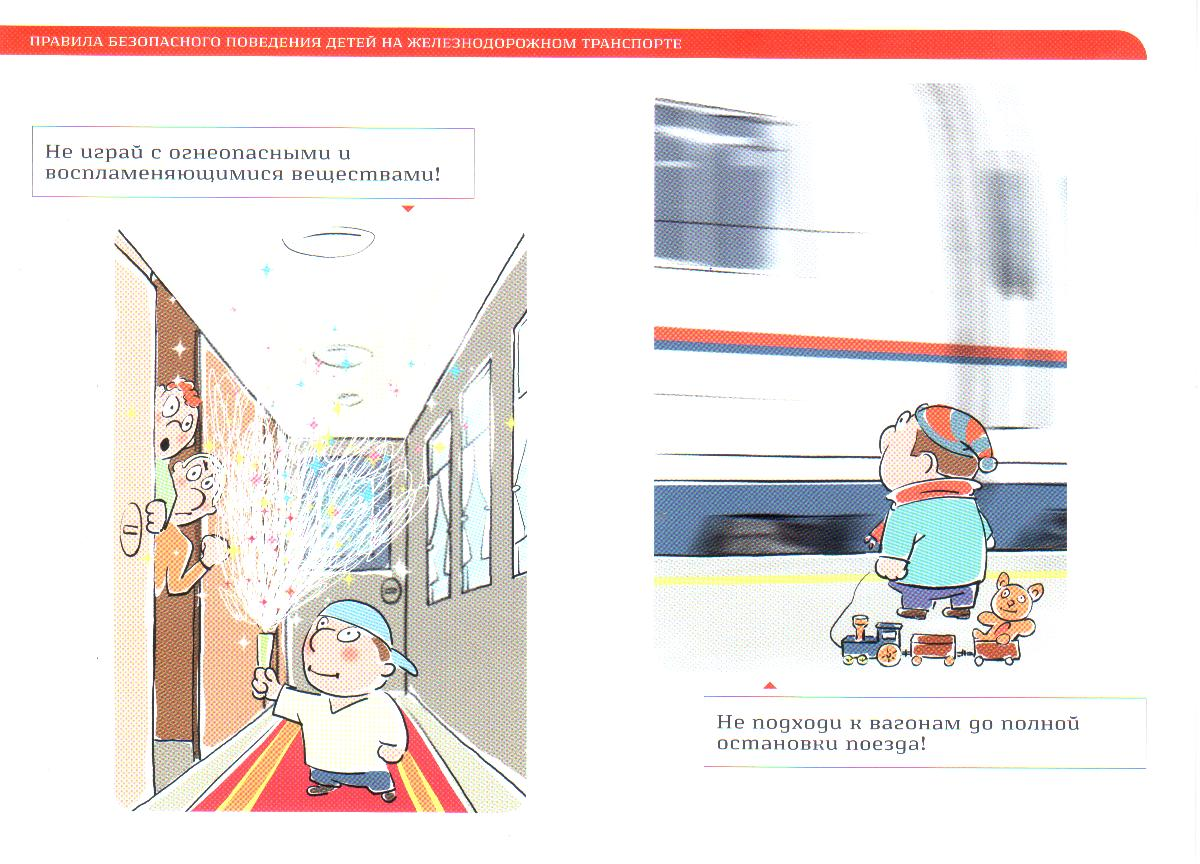 ПРАВИЛА БЕЗОПАСНОГО ПОВЕДЕНИЯ ДЕТЕЙ НА ЖЕЛЕЗНОДОРОЖНОМ ТРАНСПОРТЕ
Не играй с огнеопасными и
воспламеняющимися веществами!
Не подходи к вагонам до полной
остановки поезда!